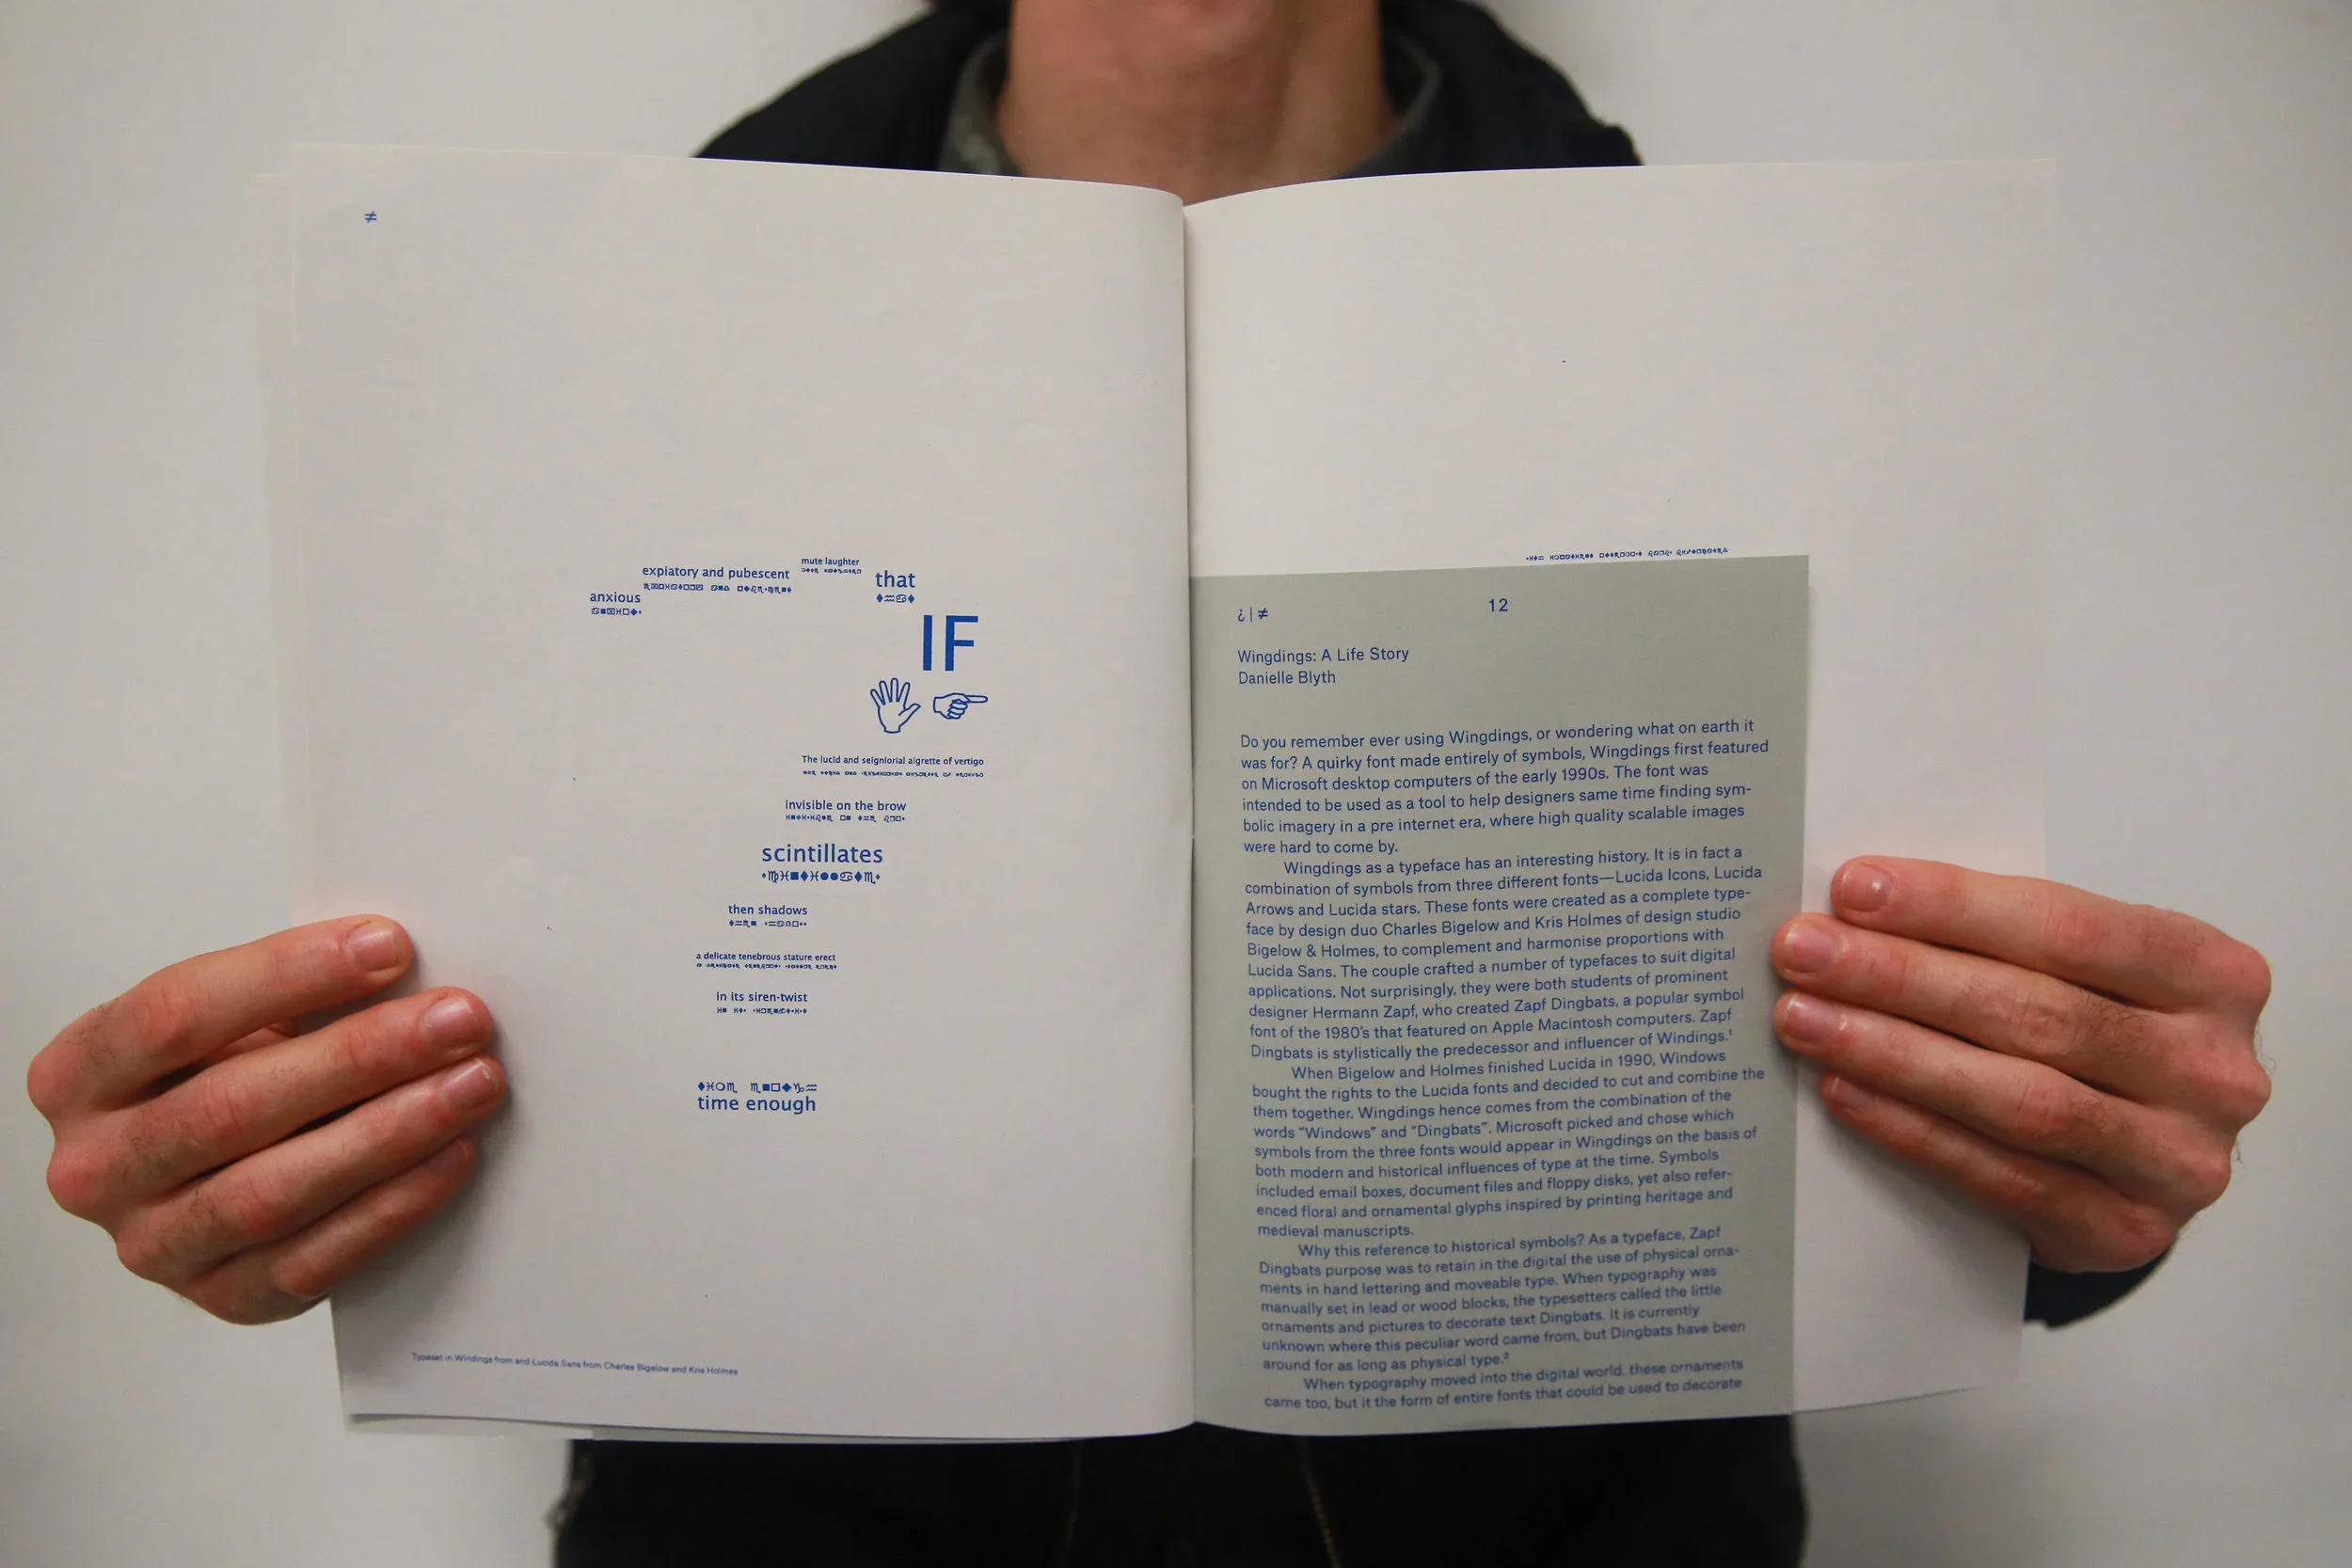 ≠
mute laughter
expiatory and pubescent
that
anxious
IF
The lucid and seigniorial aigrette of vertigo
invisible on the brow
scintillates
then shadows
a delicate tenebrous stature erect
in its siren-twist
time enough
Typeset in Windings from and Lucida Sans from Charles Bigelow and Kris Holmes
¿|≠
12
Wingdings: A Life Story
Danielle Blyth
Do you remember ever using Wingdings, or wondering what on earth it
was for? A quirky font made entirely of symbols, Wingdings first featured
on Microsoft desktop computers of the early 1990s. The font was
intended to be used as a tool to help designers same time finding sym-
bolic imagery in a pre internet era, where high quality scalable images
were hard to come by.
Wingdings as a typeface has an interesting history. It is in fact a
combination of symbols from three different fonts—Lucida Icons, Lucida
Arrows and Lucida stars. These fonts were created as a complete type-
face by design duo Charles Bigelow and Kris Holmes of design studio
Bigelow & Holmes, to complement and harmonise proportions with
Lucida Sans. The couple crafted a number of typefaces to suit digital
applications. Not surprisingly, they were both students of prominent
designer Hermann Zapf, who created Zapf Dingbats, a popular symbol
font of the 1980's that featured on Apple Macintosh computers. Zapf
Dingbats is stylistically the predecessor and influencer of Windings.¹
When Bigelow and Holmes finished Lucida in 1990, Windows
bought the rights to the Lucida fonts and decided to cut and combine the
them together. Wingdings hence comes from the combination of the
words “Windows” and “Dingbats”. Microsoft picked and chose which
symbols from the three fonts would appear in Wingdings on the basis of
both modern and historical influences of type at the time. Symbols
included email boxes, document files and floppy disks, yet also refer-
enced floral and ornamental glyphs inspired by printing heritage and
medieval manuscripts.
Why this reference to historical symbols? As a typeface, Zapf
Dingbats purpose was to retain in the digital the use of physical orna-
ments in hand lettering and moveable type. When typography was
manually set in lead or wood blocks, the typesetters called the little
ornaments and pictures to decorate text Dingbats. It is currently
unknown where this peculiar word came from, but Dingbats have been
around for as long as physical type.²
When typography moved into the digital world, these ornaments
came too, but it the form of entire fonts that could be used to decorate